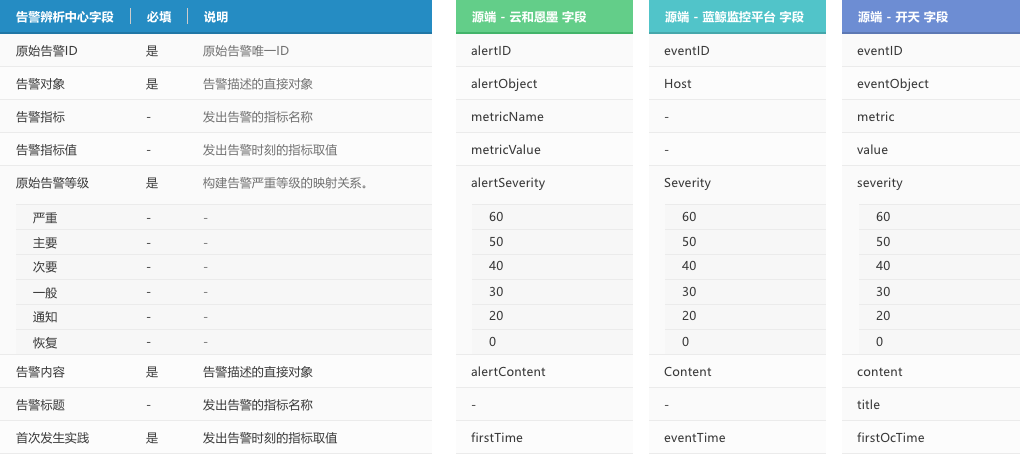 告警辨析中心字段 必填 说明 源端 - 云和恩墨 字段 源端 - 蓝鲸监控平台 字段 源端 - 开天 字段
原始告警ID 是 原始告警唯一ID alertID eventID eventID
告警对象 是 告警描述的直接对象 alertObject Host eventObject
告警指标 - 发出告警的指标名称 metricName - metric
告警指标值 - 发出告警时刻的指标取值 metricValue - value
原始告警等级 是 构建告警严重等级的映射关系。 alertSeverity Severity severity
严重 - - 60 60 60
主要 - - 50 50 50
次要 - - 40 40 40
一般 - - 30 30 30
通知 - - 20 20 20
恢复 - - 0 0 0
告警内容 是 告警描述的直接对象 alertContent Content content
告警标题 - 发出告警的指标名称 - - title
首次发生实践 是 发出告警时刻的指标取值 firstTime eventTime firstOcTime